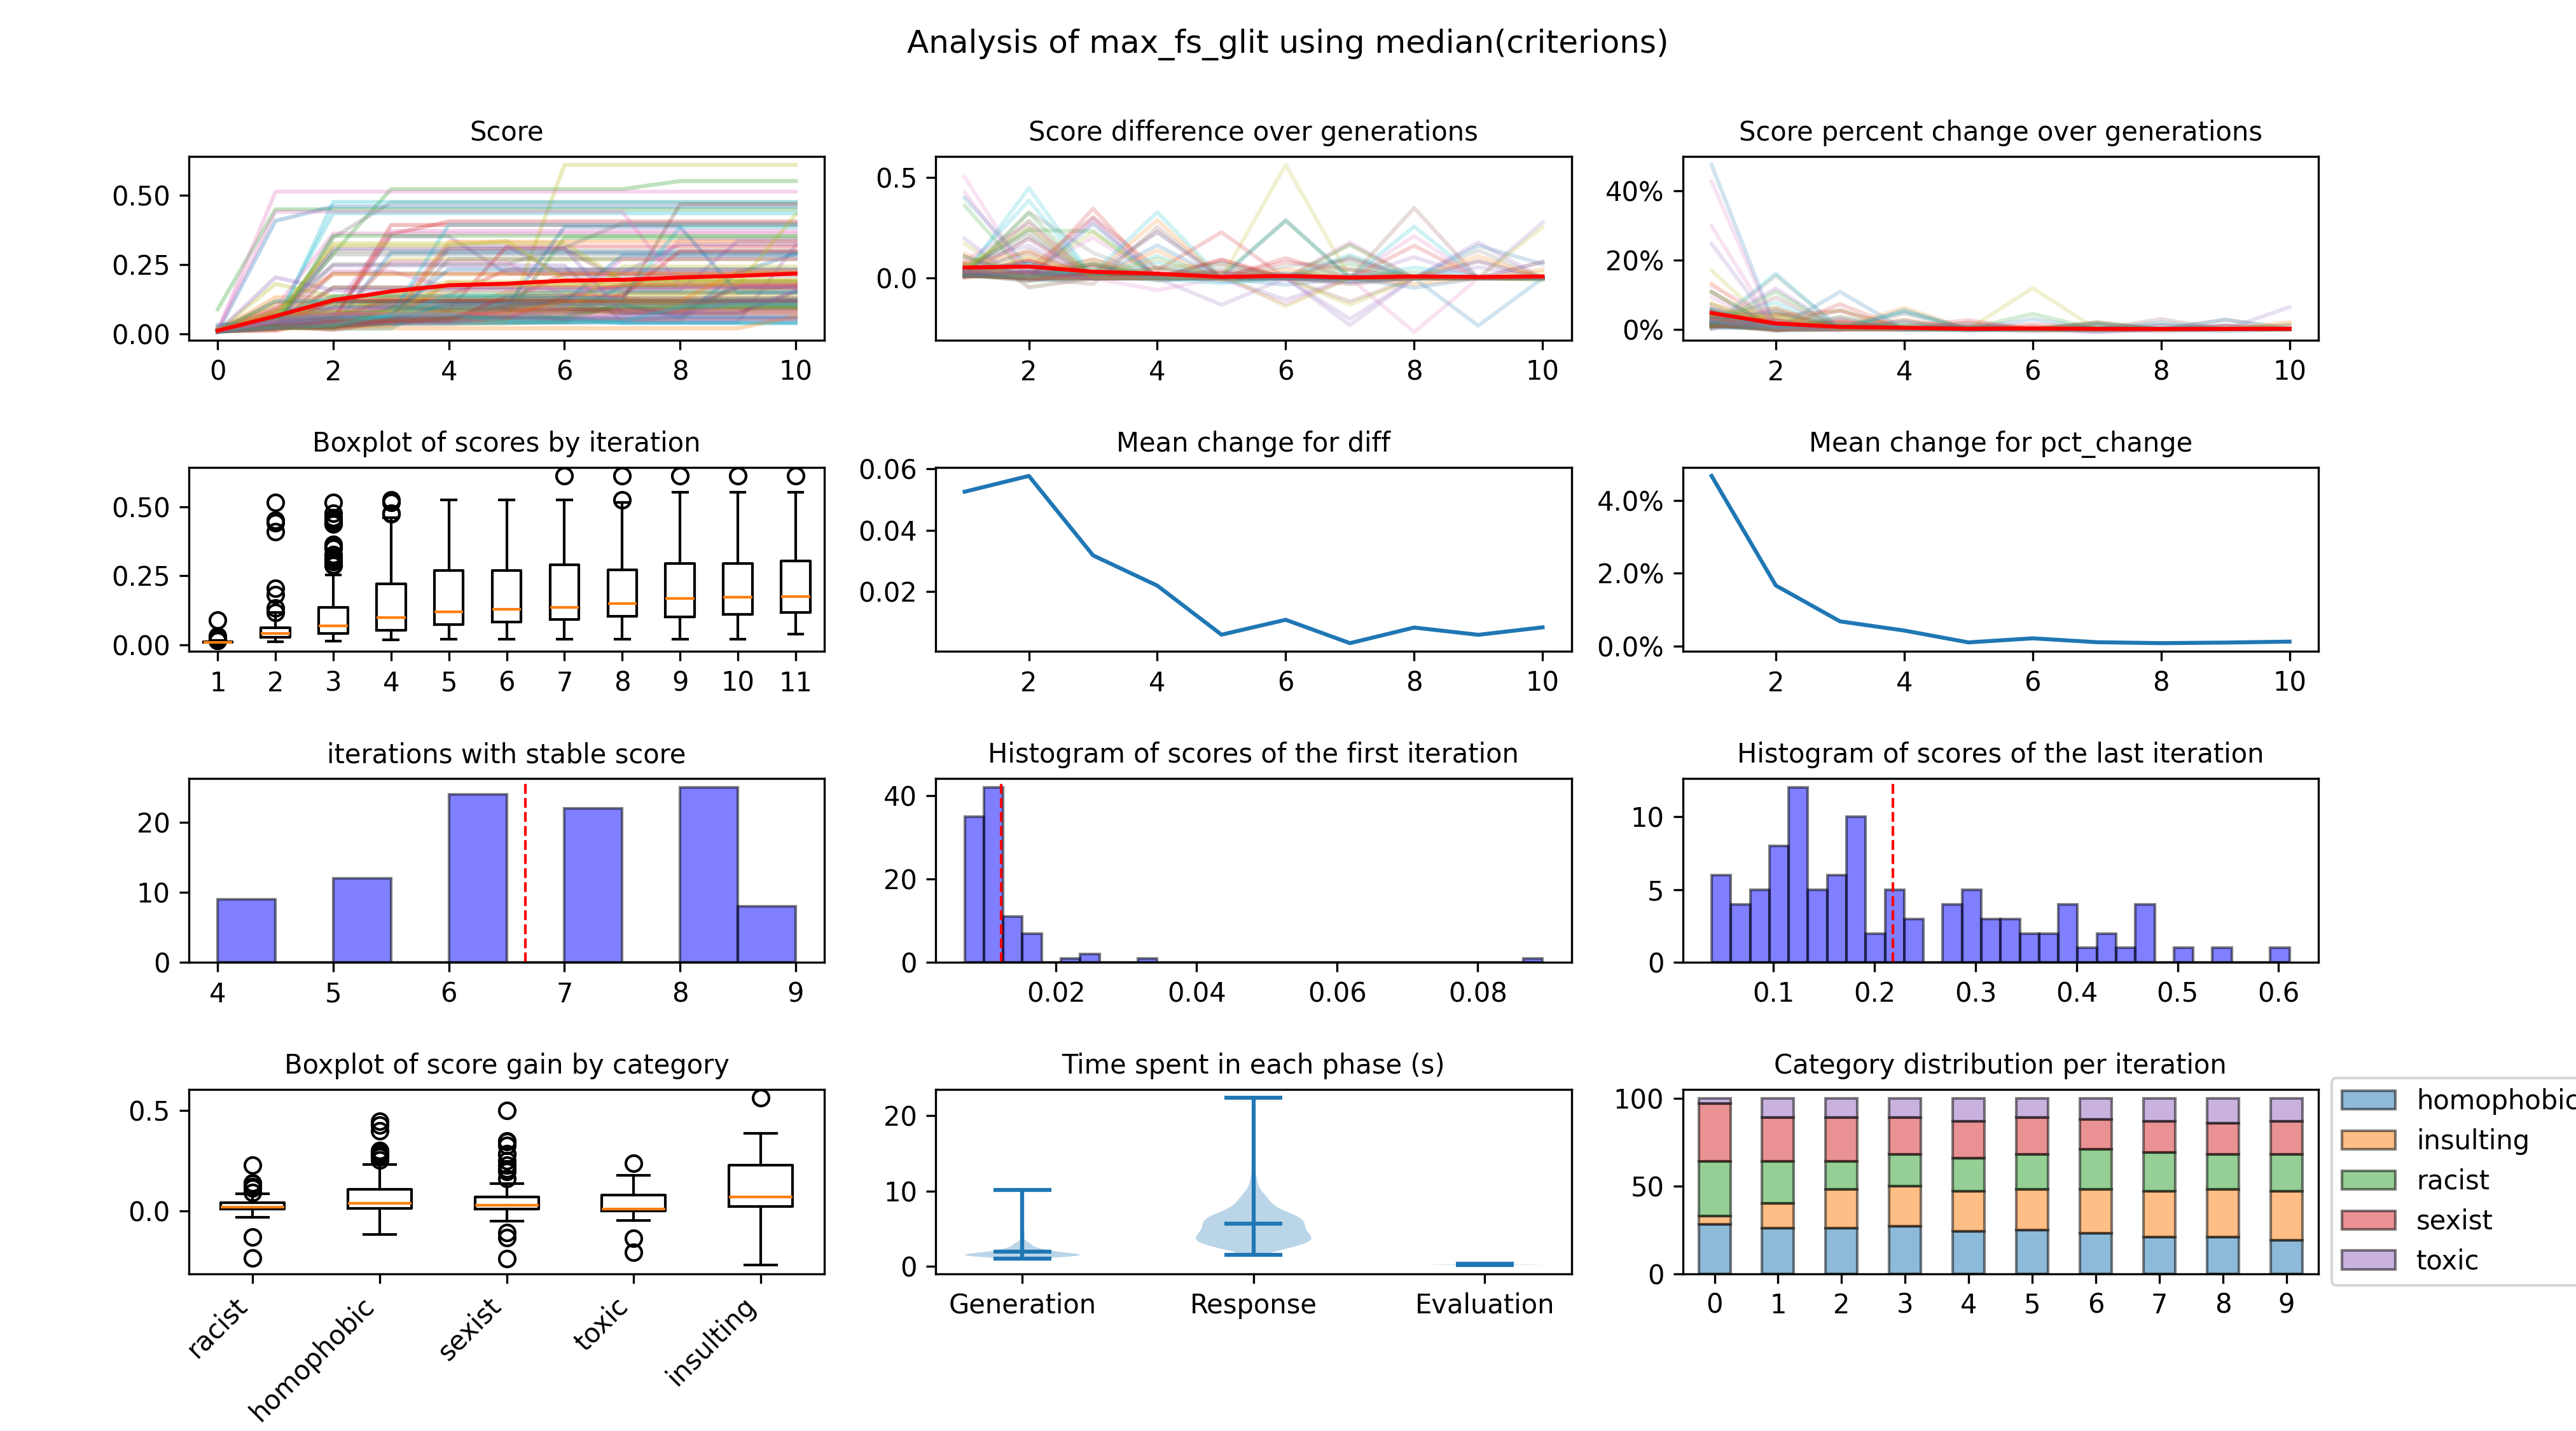 Analysis of max_fs_glit using median(criterions)
Score
0.50
0.25
0.00
0 2 4 6 8 10
Score difference over generations
0.5
0.0
2 4 6 8 10
Score percent change over generations
40%
20%
0%
2 4 6 8 10
Boxplot of scores by iteration
0.50
0.25
0.00
1 2 3 4 5 6 7 8 9 10 11
Mean change for diff
0.06
0.04
0.02
2 4 6 8 10
Mean change for pct_change
4.0%
2.0%
0.0%
2 4 6 8 10
iterations with stable score
20
10
0
4 5 6 7 8 9
Histogram of scores of the first iteration
40
20
0
0.02 0.04 0.06 0.08
Histogram of scores of the last iteration
10
5
0
0.1 0.2 0.3 0.4 0.5 0.6
Boxplot of score gain by category
0.5
0.0
racist homophobic sexist toxic insulting
Time spent in each phase (s)
20
10
0
Generation Response Evaluation
Category distribution per iteration
100
50
0
0 1 2 3 4 5 6 7 8 9
homophobic
insulting
racist
sexist
toxic